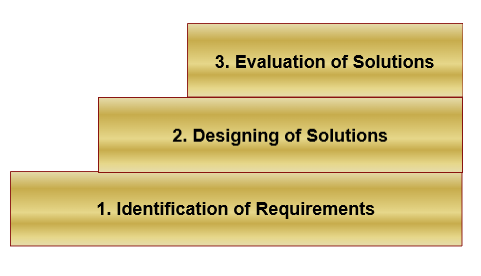 3. Evaluation of Solutions
2. Designing of Solutions
1. Identification of Requirements